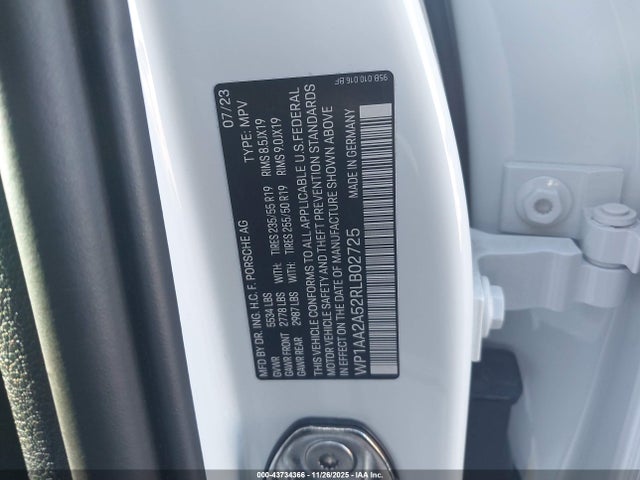 95B 010 016 BF
07/23
MFD BY DR. ING. H.C. F. PORSCHE AG TYPE: MPV
GVWR 5534 LBS WITH: TIRES 235/55 R19 RIMS 8.5JX19
GAWR FRONT 2778 LBS WITH: TIRES 255/50 R19 RIMS 9.0JX19
GAWR REAR 2987 LBS
THIS VEHICLE CONFORMS TO ALL APPLICABLE U.S. FEDERAL
MOTOR VEHICLE SAFETY AND THEFT PREVENTION STANDARDS
IN EFFECT ON THE DATE OF MANUFACTURE SHOWN ABOVE
WP1AA2A52RLB02725 MADE IN GERMANY
000-43734366 | 11/26/2025 | IAAI.COM